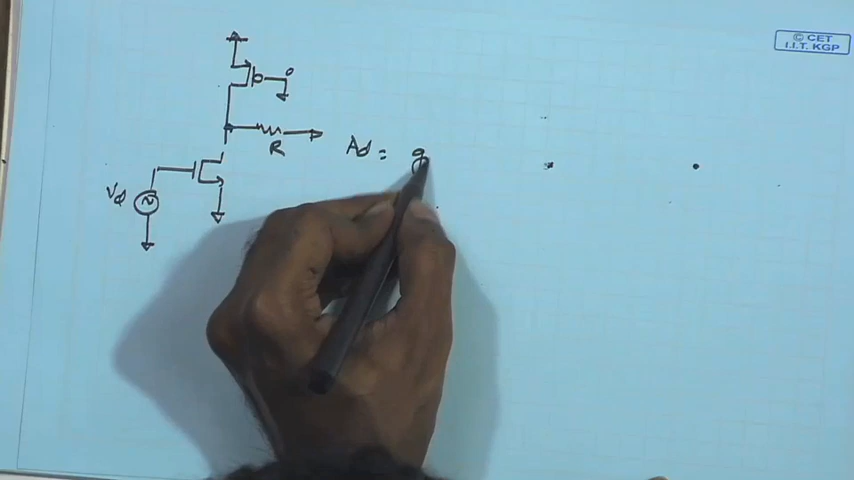 © CET
I.I.T. KGP
o
R
Ad = g
Vd